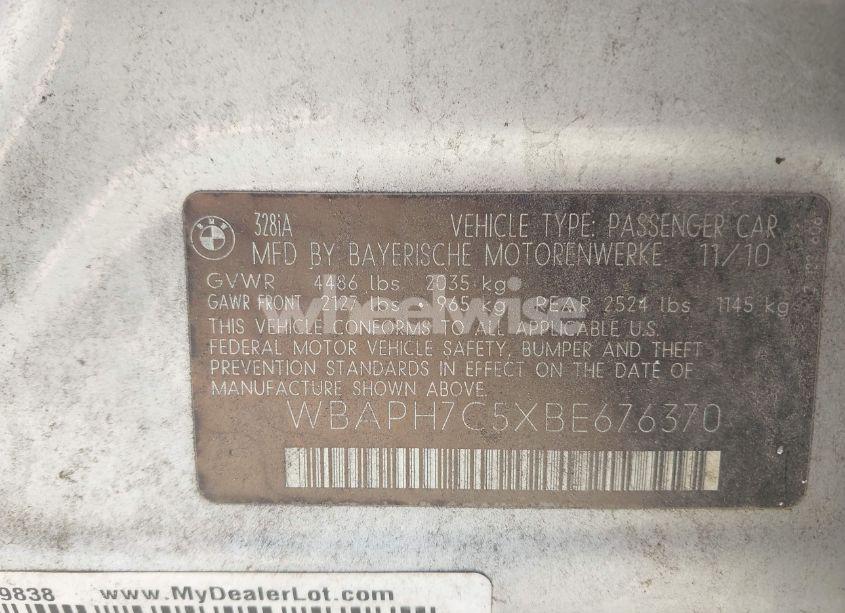 BMW
328iA VEHICLE TYPE: PASSENGER CAR
MFD BY BAYERISCHE MOTORENWERKE 11/10
GVWR 4486 lbs 2035 kg
GAWR FRONT 2127 lbs 965 kg REAR 2524 lbs 1145 kg
THIS VEHICLE CONFORMS TO ALL APPLICABLE U.S.
FEDERAL MOTOR VEHICLE SAFETY, BUMPER AND THEFT
PREVENTION STANDARDS IN EFFECT ON THE DATE OF
MANUFACTURE SHOWN ABOVE.
WBAPH7C5XBE676370
wheelwise
9838 www.MyDealerLot.com